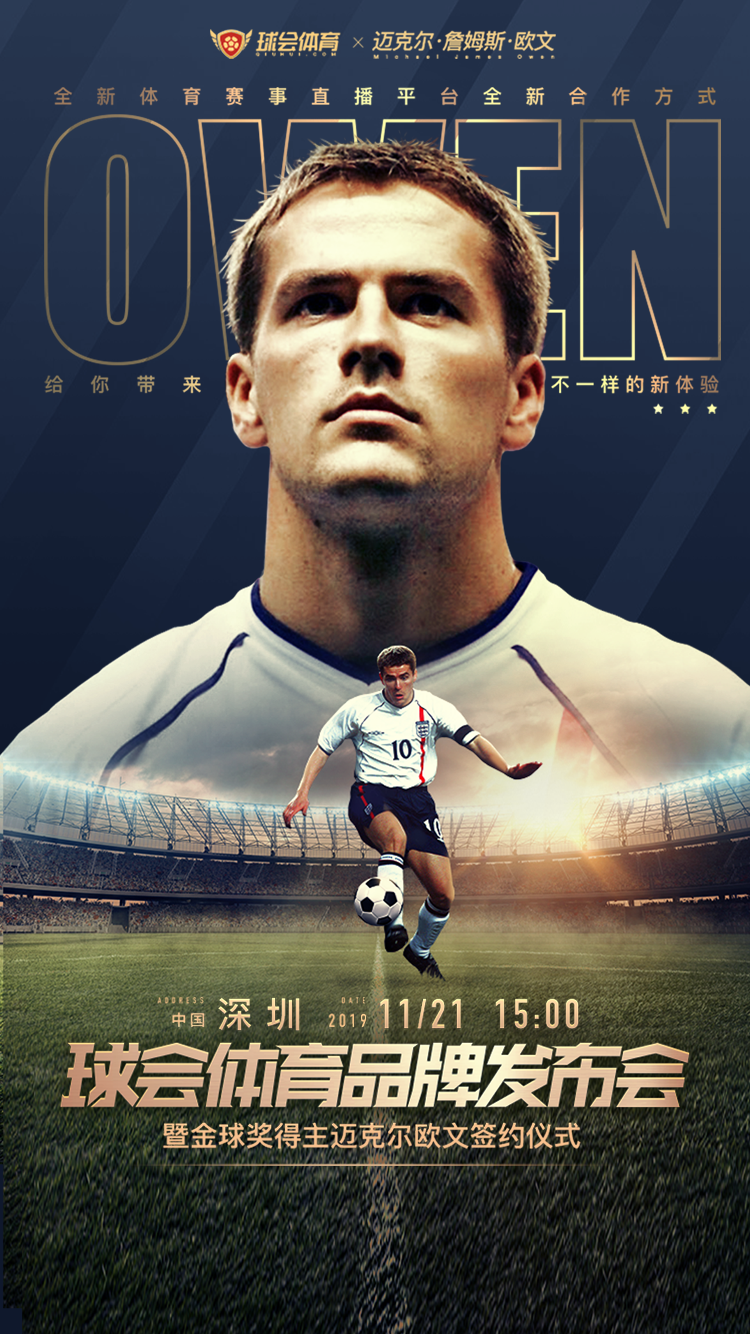 球会体育 × 迈克尔·詹姆斯·欧文
QIUHUI.COM Michael James Owen
全新体育赛事直播平台全新合作方式
OWEN
给你带来 不一样的新体验
10
10
ADDRESS DATE
中国 深圳 2019 11/21 15:00
球会体育品牌发布会
暨金球奖得主迈克尔欧文签约仪式